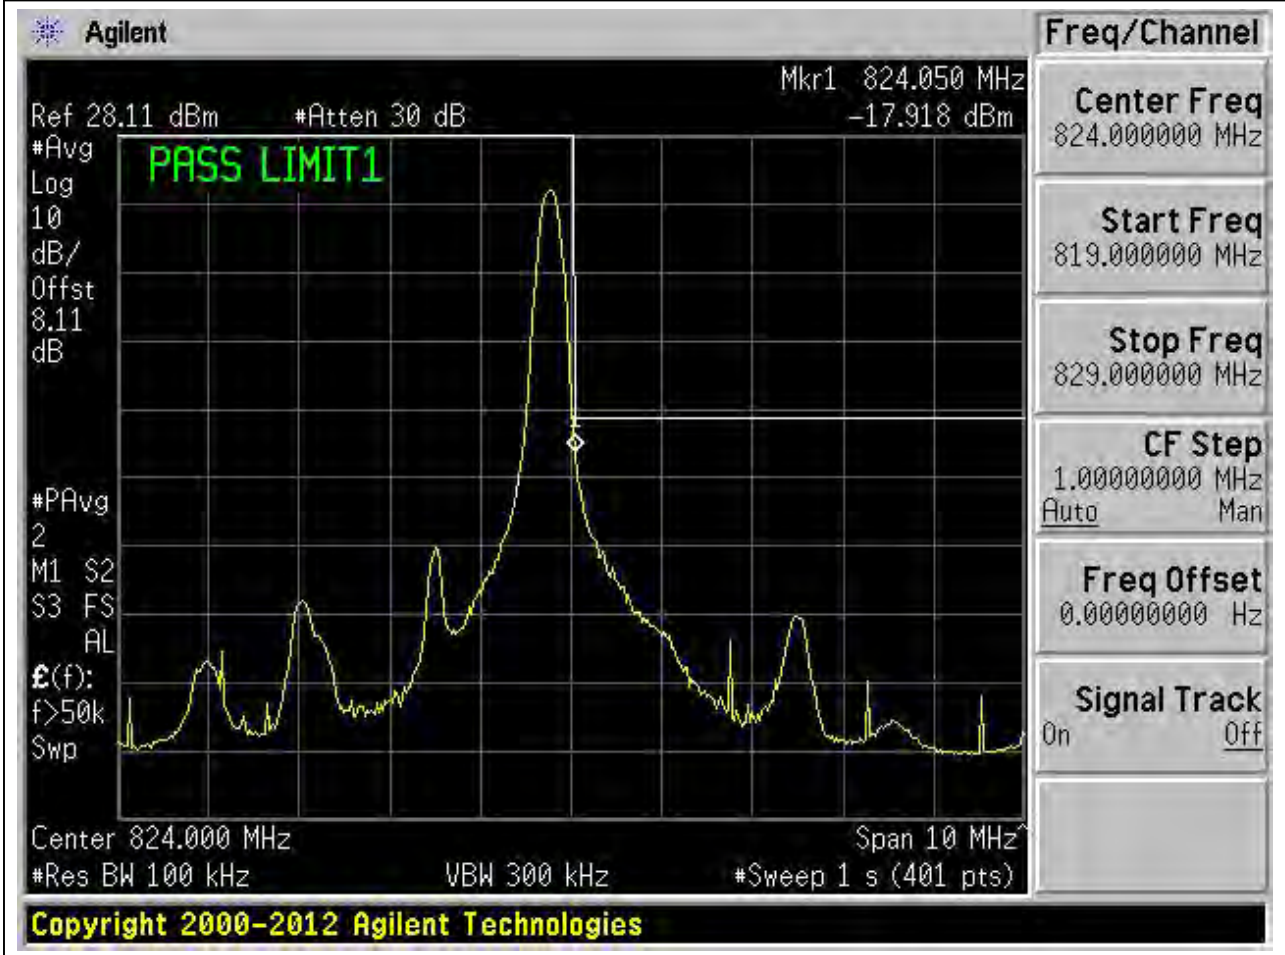 Agilent
Freq/Channel
Mkr1 824.050 MHz
Ref 28.11 dBm #Atten 30 dB -17.918 dBm
#Avg
Log
10
dB/
Offst
8.11
dB
PASS LIMIT1
1
#PAvg
2
M1 S2
S3 FS
AL
£(f):
f>50k
Swp
Center 824.000 MHz Span 10 MHz^
#Res BW 100 kHz VBW 300 kHz #Sweep 1 s (401 pts)
Copyright 2000-2012 Agilent Technologies
Center Freq
824.000000 MHz
Start Freq
819.000000 MHz
Stop Freq
829.000000 MHz
CF Step
1.00000000 MHz
Auto Man
Freq Offset
0.00000000 Hz
Signal Track
On Off